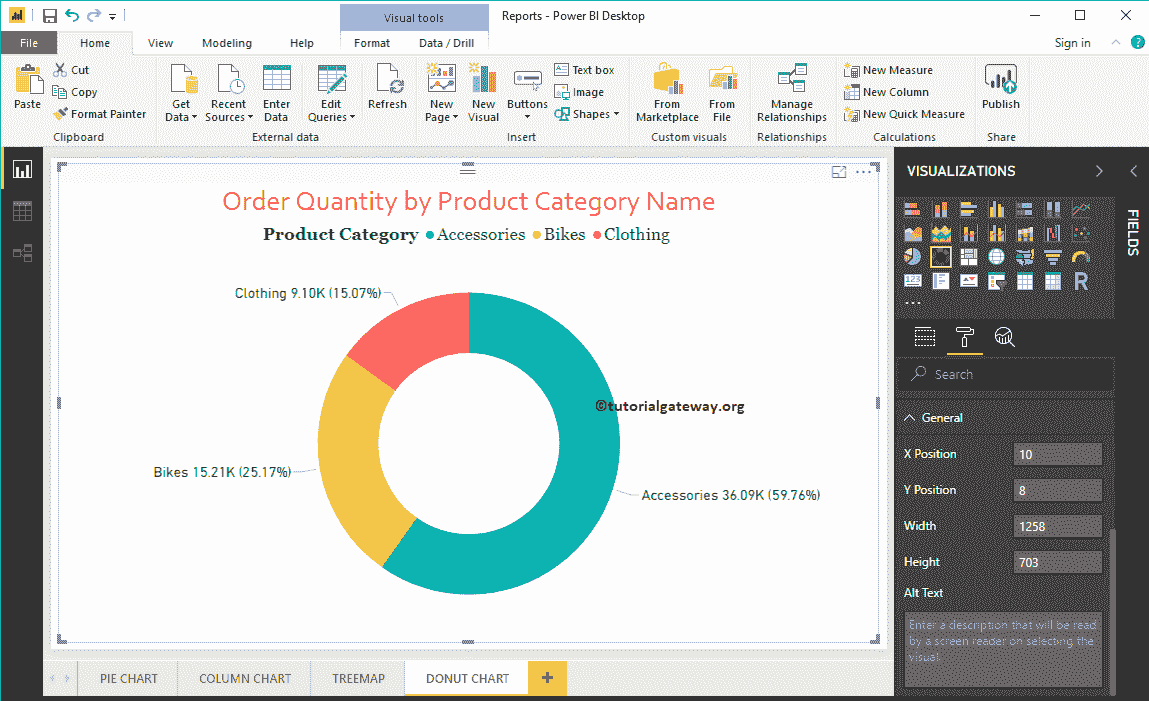 Visual tools
Reports - Power BI Desktop
File Home View Modeling Help Format Data / Drill Sign in ?
Paste
Cut
Copy
Format Painter
Clipboard
Get Data
Recent Sources
Enter Data
Edit Queries
External data
Refresh
New Page
New Visual
Buttons
Text box
Image
Shapes
Insert
From Marketplace
From File
Custom visuals
Manage Relationships
Relationships
New Measure
New Column
New Quick Measure
Calculations
Publish
Share
Order Quantity by Product Category Name
Product Category Accessories Bikes Clothing
Clothing 9.10K (15.07%)
©tutorialgateway.org
Bikes 15.21K (25.17%)
Accessories 36.09K (59.76%)
PIE CHART COLUMN CHART TREEMAP DONUT CHART +
VISUALIZATIONS
FIELDS
123
R
...
Search
General
X Position 10
Y Position 8
Width 1258
Height 703
Alt Text
Enter a description that will be read
by a screen reader on selecting the
visual.